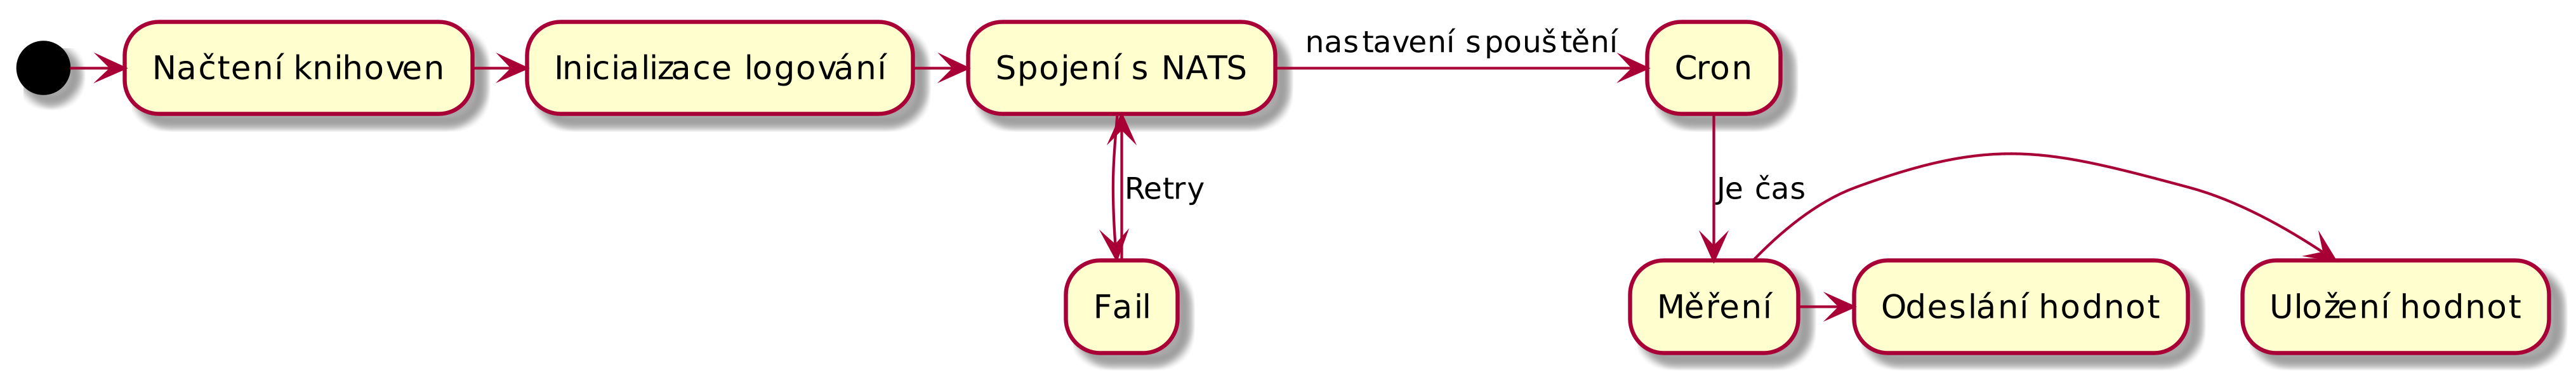 Načtení knihoven
Inicializace logování
Spojení s NATS
nastavení spouštění
Cron
Retry
Je čas
Fail
Měření
Odeslání hodnot
Uložení hodnot